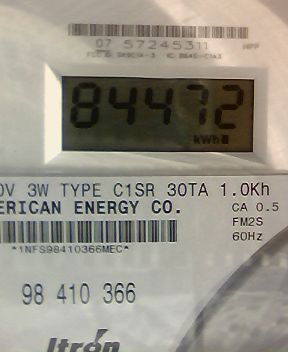 07 57245311
84472
kWh
0V 3W TYPE C1SR 30TA 1.0Kh
ERICAN ENERGY CO.
CA 0.5
FM2S
60Hz
*1NFS98410366MEC*
98 410 366
Itrón